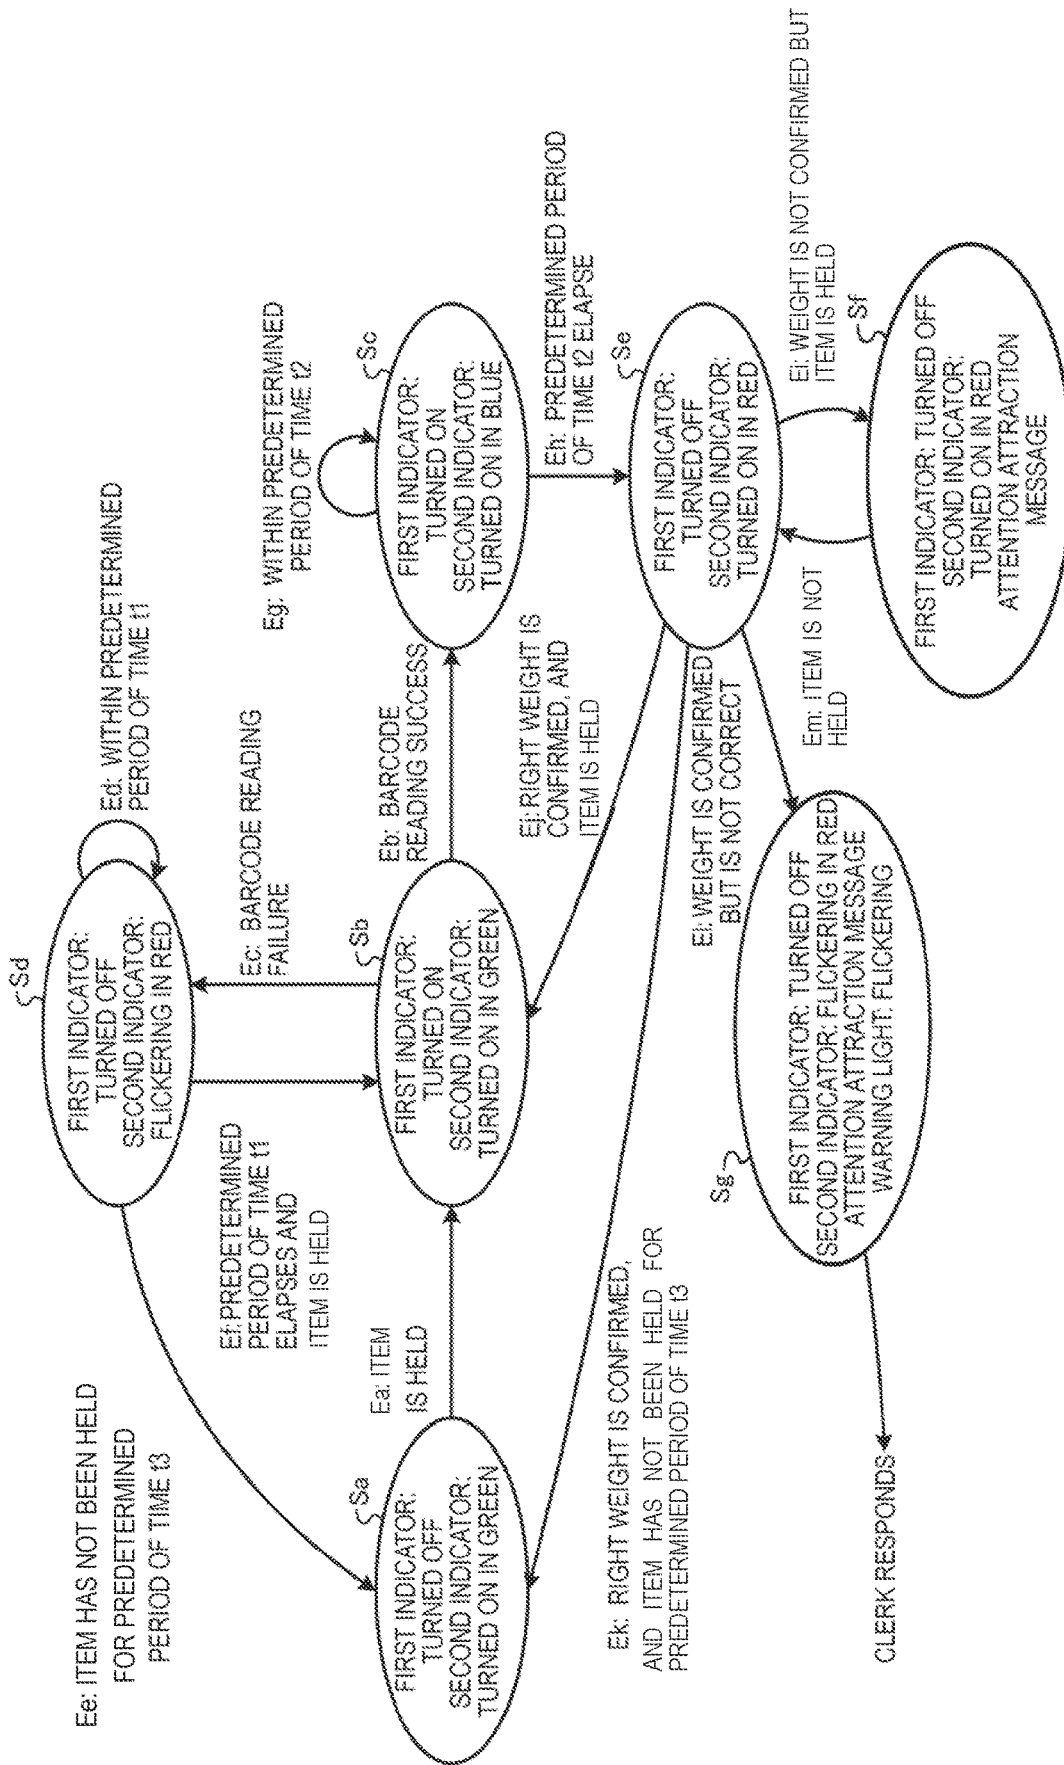 Ee: ITEM HAS NOT BEEN HELD
FOR PREDETERMINED
PERIOD OF TIME t3
Sd
FIRST INDICATOR:
TURNED OFF
SECOND INDICATOR:
FLICKERING IN RED
Ed: WITHIN PREDETERMINED
PERIOD OF TIME t1
Ef: PREDETERMINED
PERIOD OF TIME t1
ELAPSES AND
ITEM IS HELD
Ec: BARCODE READING
FAILURE
Eg: WITHIN PREDETERMINED
PERIOD OF TIME t2
Sa
FIRST INDICATOR:
TURNED OFF
SECOND INDICATOR:
TURNED ON IN GREEN
Ea: ITEM
IS HELD
Sb
FIRST INDICATOR:
TURNED ON
SECOND INDICATOR:
TURNED ON IN GREEN
Eb: BARCODE
READING SUCCESS
Sc
FIRST INDICATOR:
TURNED ON
SECOND INDICATOR:
TURNED ON IN BLUE
Ej: RIGHT WEIGHT IS
CONFIRMED, AND
ITEM IS HELD
Eh: PREDETERMINED PERIOD
OF TIME t2 ELAPSE
Ek: RIGHT WEIGHT IS CONFIRMED,
AND ITEM HAS NOT BEEN HELD FOR
PREDETERMINED PERIOD OF TIME t3
Se
FIRST INDICATOR:
TURNED OFF
SECOND INDICATOR:
TURNED ON IN RED
El: WEIGHT IS CONFIRMED
BUT IS NOT CORRECT
Sg
FIRST INDICATOR: TURNED OFF
SECOND INDICATOR: FLICKERING IN RED
ATTENTION ATTRACTION MESSAGE
WARNING LIGHT: FLICKERING
Em: ITEM IS NOT
HELD
Ei: WEIGHT IS NOT CONFIRMED BUT
ITEM IS HELD
Sf
FIRST INDICATOR: TURNED OFF
SECOND INDICATOR:
TURNED ON IN RED
ATTENTION ATTRACTION
MESSAGE
CLERK RESPONDS